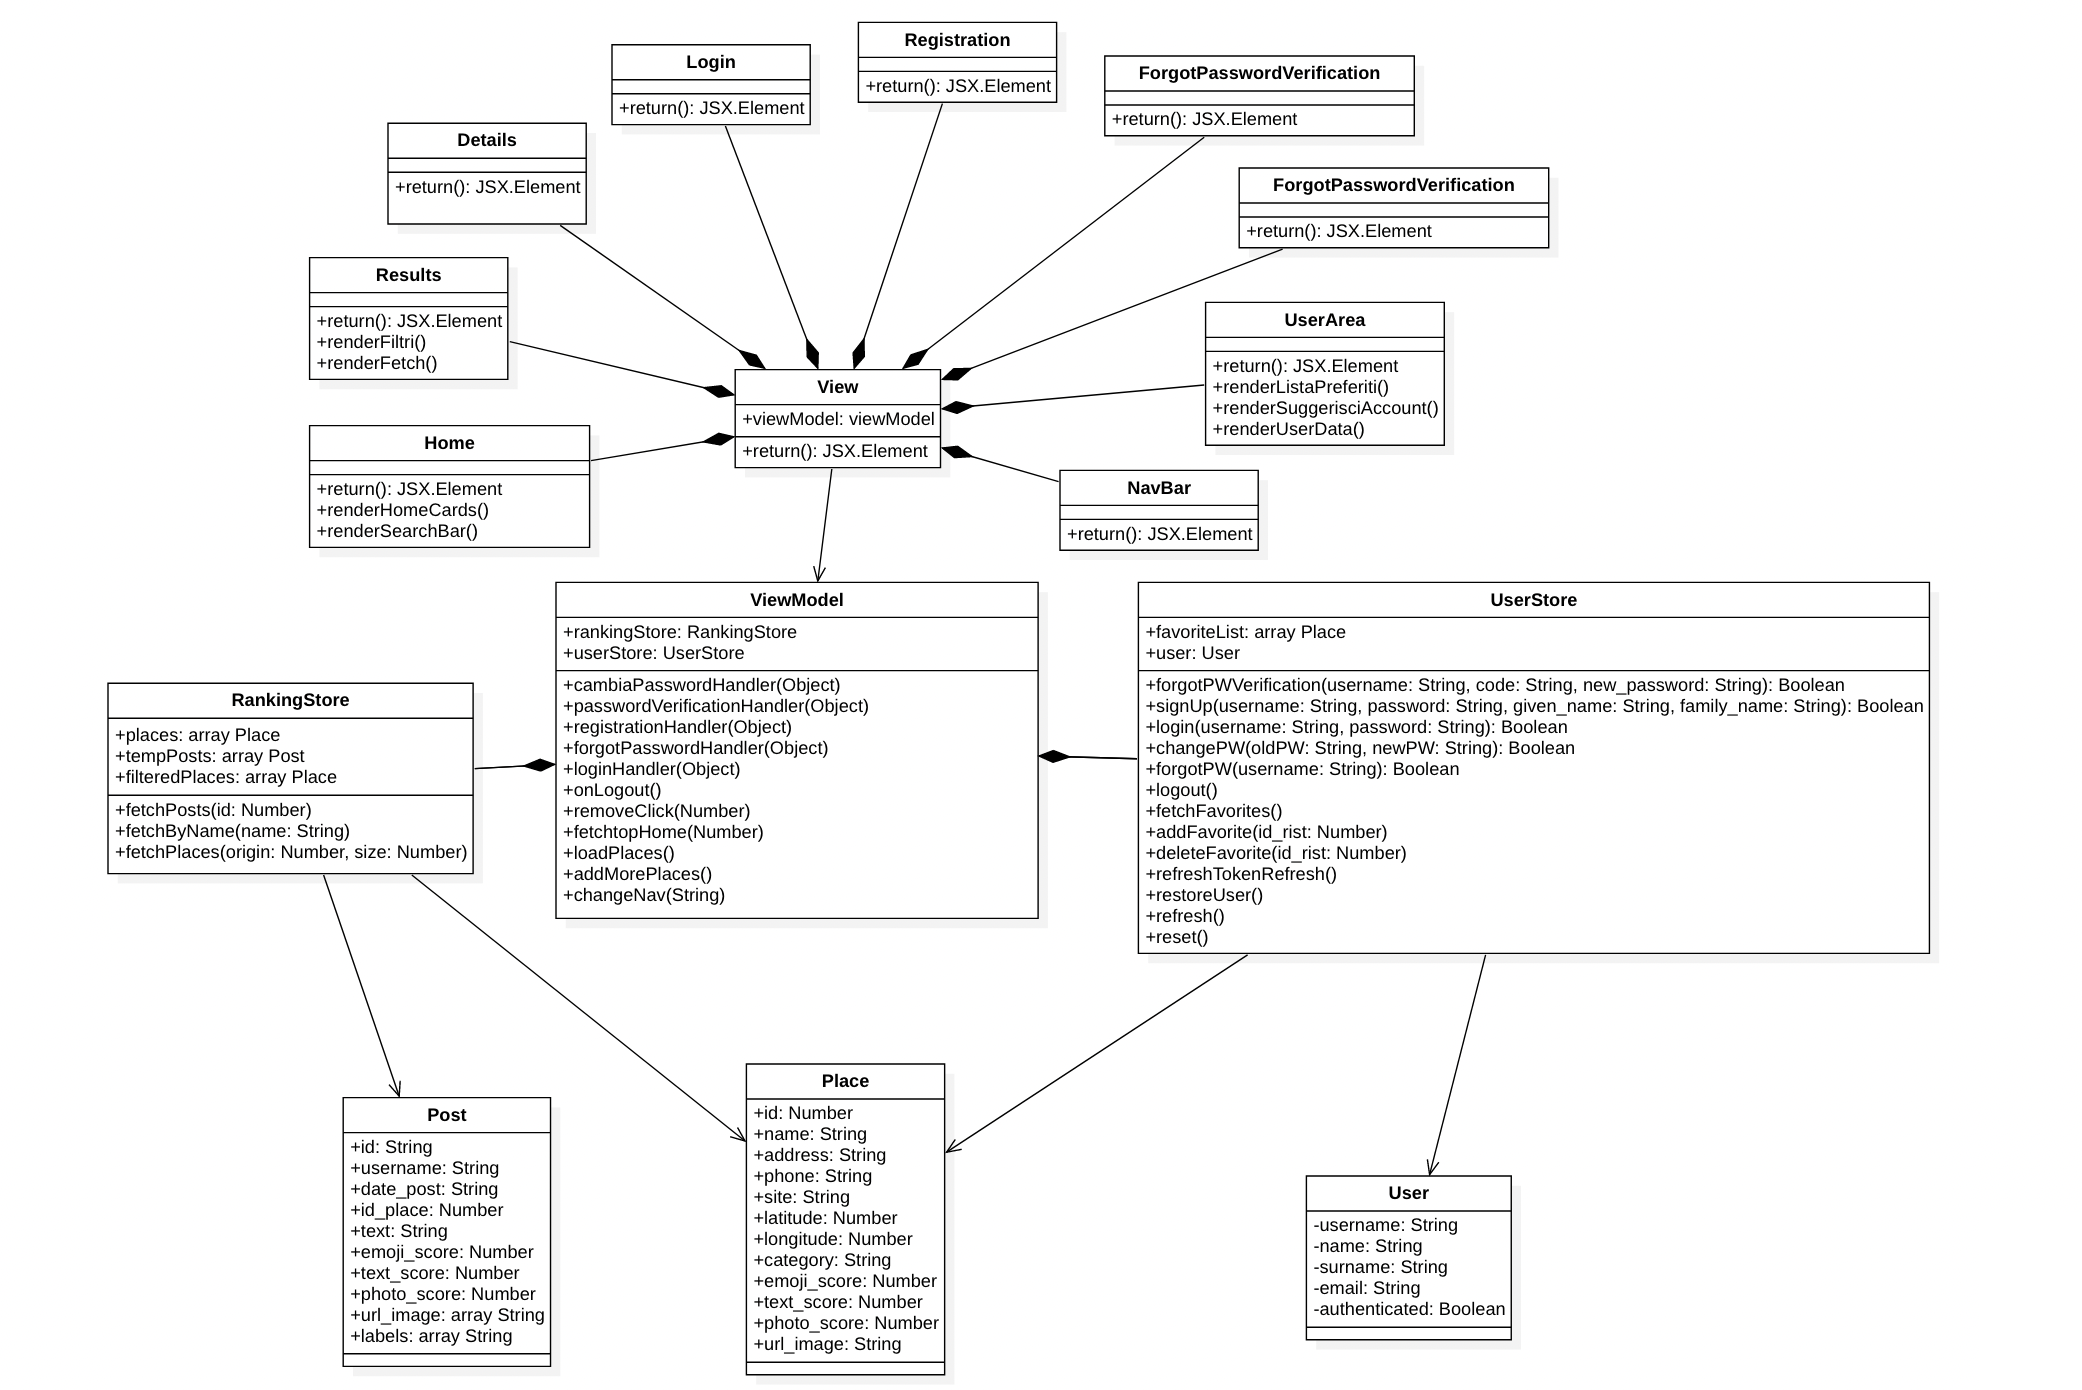 Registration
+return(): JSX.Element
Login
+return(): JSX.Element
ForgotPasswordVerification
+return(): JSX.Element
Details
+return(): JSX.Element
ForgotPasswordVerification
+return(): JSX.Element
Results
+return(): JSX.Element
+renderFiltri()
+renderFetch()
UserArea
+return(): JSX.Element
+renderListaPreferiti()
+renderSuggerisciAccount()
+renderUserData()
View
+viewModel: viewModel
+return(): JSX.Element
Home
+return(): JSX.Element
+renderHomeCards()
+renderSearchBar()
NavBar
+return(): JSX.Element
ViewModel
+rankingStore: RankingStore
+userStore: UserStore
+cambiaPasswordHandler(Object)
+passwordVerificationHandler(Object)
+registrationHandler(Object)
+forgotPasswordHandler(Object)
+loginHandler(Object)
+onLogout()
+removeClick(Number)
+fetchtopHome(Number)
+loadPlaces()
+addMorePlaces()
+changeNav(String)
UserStore
+favoriteList: array Place
+user: User
+forgotPWVerification(username: String, code: String, new_password: String): Boolean
+signUp(username: String, password: String, given_name: String, family_name: String): Boolean
+login(username: String, password: String): Boolean
+changePW(oldPW: String, newPW: String): Boolean
+forgotPW(username: String): Boolean
+logout()
+fetchFavorites()
+addFavorite(id_rist: Number)
+deleteFavorite(id_rist: Number)
+refreshTokenRefresh()
+restoreUser()
+refresh()
+reset()
RankingStore
+places: array Place
+tempPosts: array Post
+filteredPlaces: array Place
+fetchPosts(id: Number)
+fetchByName(name: String)
+fetchPlaces(origin: Number, size: Number)
Post
+id: String
+username: String
+date_post: String
+id_place: Number
+text: String
+emoji_score: Number
+text_score: Number
+photo_score: Number
+url_image: array String
+labels: array String
Place
+id: Number
+name: String
+address: String
+phone: String
+site: String
+latitude: Number
+longitude: Number
+category: String
+emoji_score: Number
+text_score: Number
+photo_score: Number
+url_image: String
User
-username: String
-name: String
-surname: String
-email: String
-authenticated: Boolean